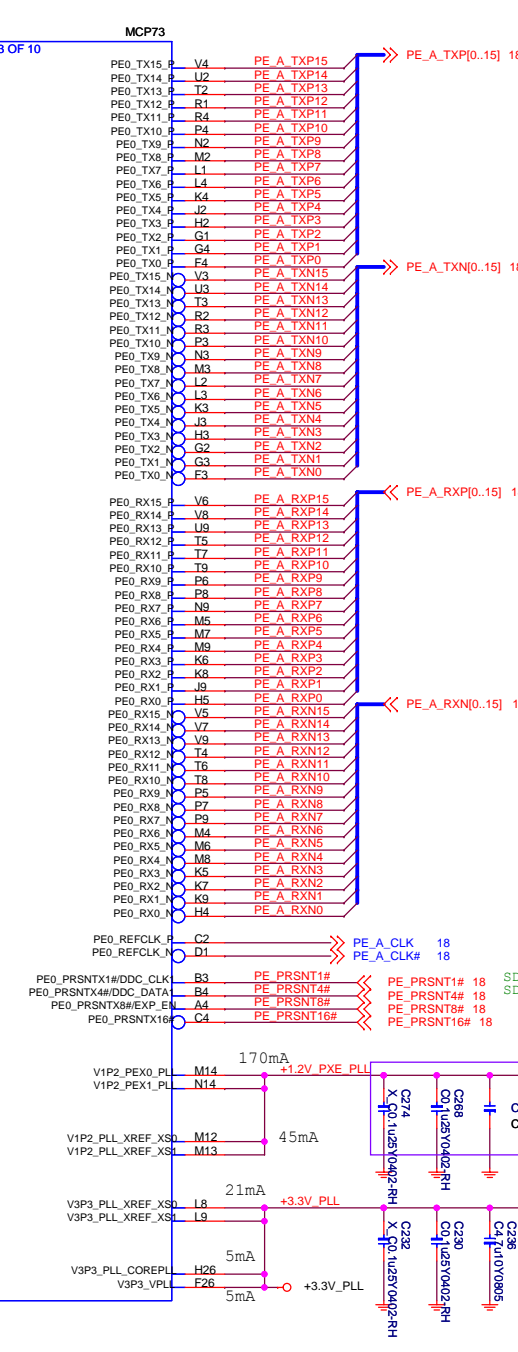 MCP73
3 OF 10
PE0_TX15_P V4 PE_A_TXP15 PE_A_TXP[0..15] 18
PE0_TX14_P U2 PE_A_TXP14
PE0_TX13_P T2 PE_A_TXP13
PE0_TX12_P R1 PE_A_TXP12
PE0_TX11_P R4 PE_A_TXP11
PE0_TX10_P P4 PE_A_TXP10
PE0_TX9_P N2 PE_A_TXP9
PE0_TX8_P M2 PE_A_TXP8
PE0_TX7_P L1 PE_A_TXP7
PE0_TX6_P L4 PE_A_TXP6
PE0_TX5_P K4 PE_A_TXP5
PE0_TX4_P J2 PE_A_TXP4
PE0_TX3_P H2 PE_A_TXP3
PE0_TX2_P G1 PE_A_TXP2
PE0_TX1_P G4 PE_A_TXP1
PE0_TX0_P F4 PE_A_TXP0
PE0_TX15_N V3 PE_A_TXN15 PE_A_TXN[0..15] 18
PE0_TX14_N U3 PE_A_TXN14
PE0_TX13_N T3 PE_A_TXN13
PE0_TX12_N R2 PE_A_TXN12
PE0_TX11_N R3 PE_A_TXN11
PE0_TX10_N P3 PE_A_TXN10
PE0_TX9_N N3 PE_A_TXN9
PE0_TX8_N M3 PE_A_TXN8
PE0_TX7_N L2 PE_A_TXN7
PE0_TX6_N L3 PE_A_TXN6
PE0_TX5_N K3 PE_A_TXN5
PE0_TX4_N J3 PE_A_TXN4
PE0_TX3_N H3 PE_A_TXN3
PE0_TX2_N G2 PE_A_TXN2
PE0_TX1_N G3 PE_A_TXN1
PE0_TX0_N F3 PE_A_TXN0
PE0_RX15_P V6 PE_A_RXP15 PE_A_RXP[0..15] 1
PE0_RX14_P V8 PE_A_RXP14
PE0_RX13_P U9 PE_A_RXP13
PE0_RX12_P T5 PE_A_RXP12
PE0_RX11_P T7 PE_A_RXP11
PE0_RX10_P T9 PE_A_RXP10
PE0_RX9_P P6 PE_A_RXP9
PE0_RX8_P P8 PE_A_RXP8
PE0_RX7_P N9 PE_A_RXP7
PE0_RX6_P M5 PE_A_RXP6
PE0_RX5_P M7 PE_A_RXP5
PE0_RX4_P M9 PE_A_RXP4
PE0_RX3_P K6 PE_A_RXP3
PE0_RX2_P K8 PE_A_RXP2
PE0_RX1_P J9 PE_A_RXP1
PE0_RX0_P H5 PE_A_RXP0
PE0_RX15_N V5 PE_A_RXN15 PE_A_RXN[0..15] 1
PE0_RX14_N V7 PE_A_RXN14
PE0_RX13_N V9 PE_A_RXN13
PE0_RX12_N T4 PE_A_RXN12
PE0_RX11_N T6 PE_A_RXN11
PE0_RX10_N T8 PE_A_RXN10
PE0_RX9_N P5 PE_A_RXN9
PE0_RX8_N P7 PE_A_RXN8
PE0_RX7_N P9 PE_A_RXN7
PE0_RX6_N M4 PE_A_RXN6
PE0_RX5_N M6 PE_A_RXN5
PE0_RX4_N M8 PE_A_RXN4
PE0_RX3_N K5 PE_A_RXN3
PE0_RX2_N K7 PE_A_RXN2
PE0_RX1_N K9 PE_A_RXN1
PE0_RX0_N H4 PE_A_RXN0
PE0_REFCLK_P C2 PE_A_CLK 18
PE0_REFCLK_N D1 PE_A_CLK# 18
PE0_PRSNTX1#/DDC_CLK1 B3 PE_PRSNT1# PE_PRSNT1# 18 SD
PE0_PRSNTX4#/DDC_DATA1 B4 PE_PRSNT4# PE_PRSNT4# 18 SD
PE0_PRSNTX8#/EXP_EN A4 PE_PRSNT8# PE_PRSNT8# 18
PE0_PRSNTX16# C4 PE_PRSNT16# PE_PRSNT16# 18
170mA
V1P2_PEX0_PLL M14 +1.2V_PXE_PLL
V1P2_PEX1_PLL N14
C274 X_C0.1u25Y0402-RH
C268 C0.1u25Y0402-RH
V1P2_PLL_XREF_XS0 M12 45mA
V1P2_PLL_XREF_XS1 M13
21mA
V3P3_PLL_XREF_XS0 L8 +3.3V_PLL
V3P3_PLL_XREF_XS1 L9
C232 X_C0.1u25Y0402-RH
C230 C0.1u25Y0402-RH
C236 C4.7u10Y0805
5mA
V3P3_PLL_COREPLL H26
V3P3_VPLL F26 +3.3V_PLL
5mA